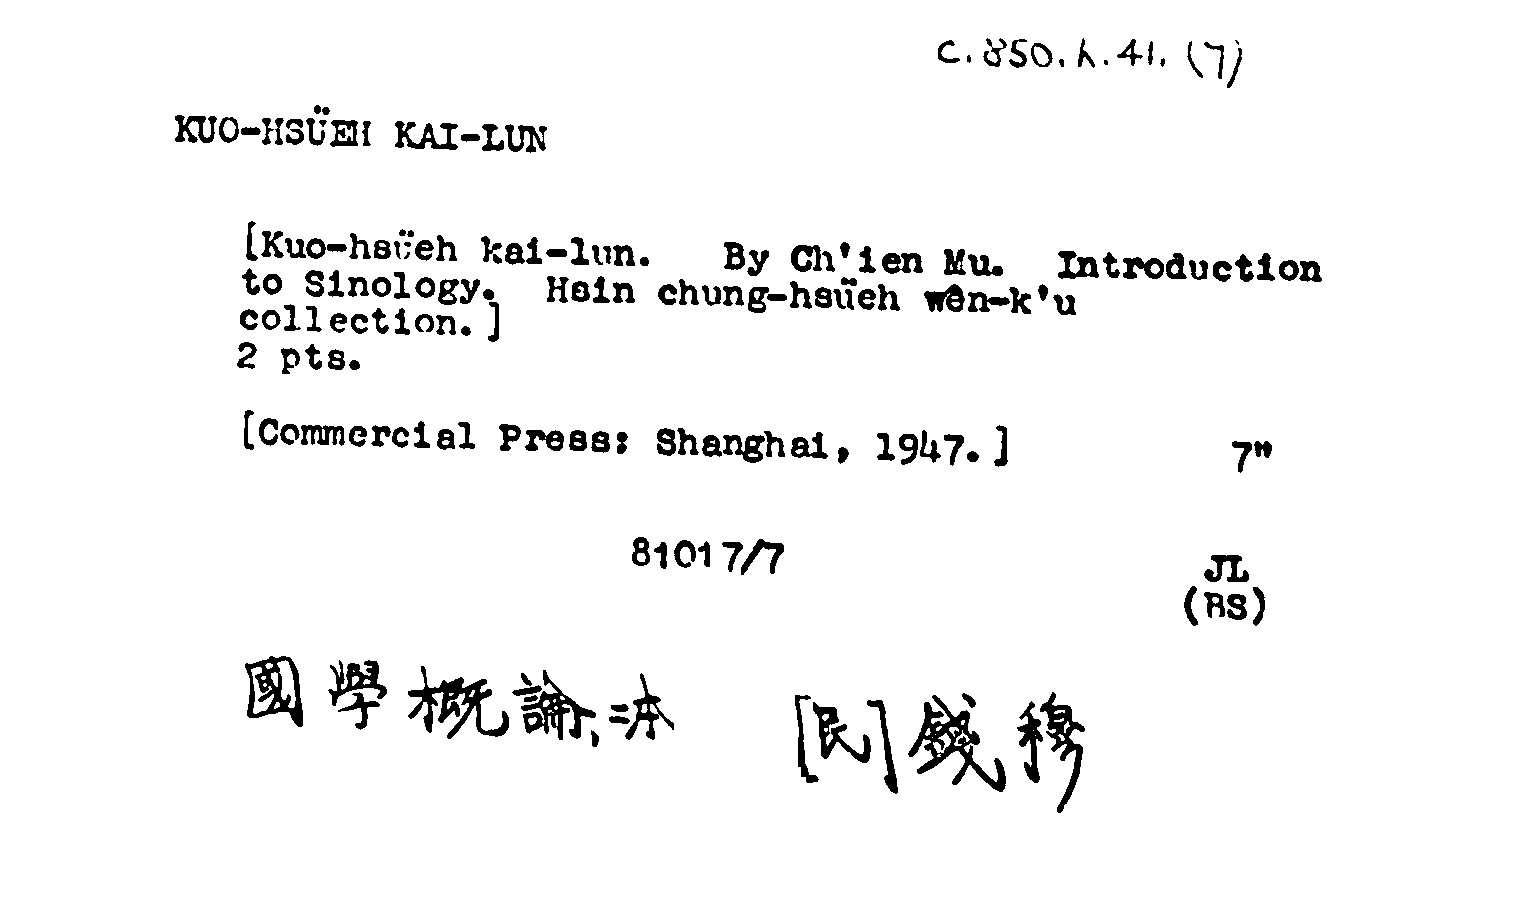 c. 850. k. 41. (7)
KUO-HSÜEH KAI-LUN
[Kuo-hsüeh kai-lun. By Ch'ien Mu. Introduction
to Sinology. Hsin chung-hsüeh wên-k'u
collection.]
2 pts.
[Commercial Press: Shanghai, 1947.] 7"
81017/7
JL
(BS)
國學概論、二本 [民] 錢穆